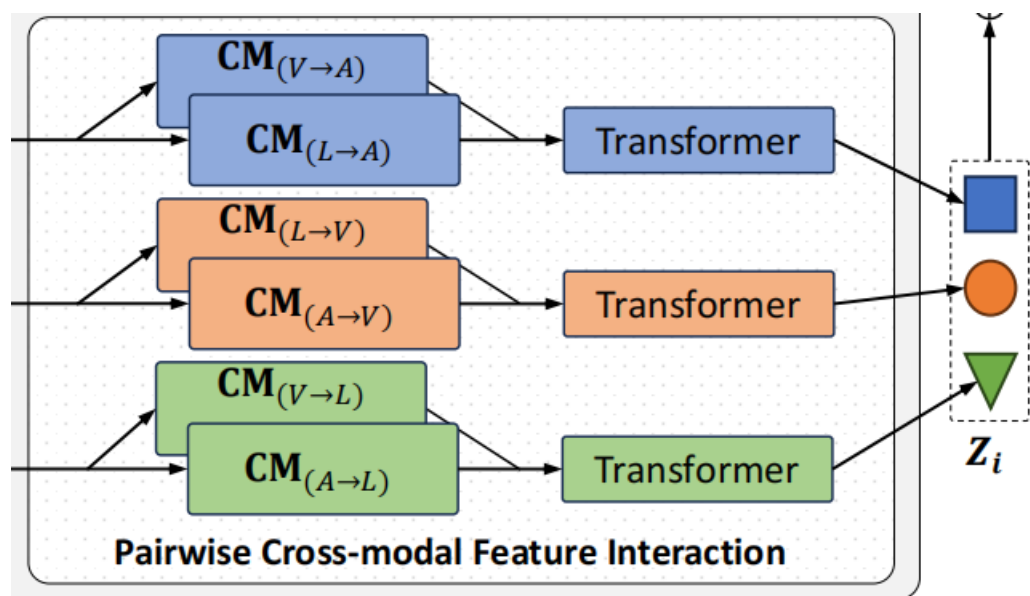 CM(V→A)
CM(L→A)
Transformer
CM(L→V)
CM(A→V)
Transformer
CM(V→L)
CM(A→L)
Transformer
Zi
Pairwise Cross-modal Feature Interaction